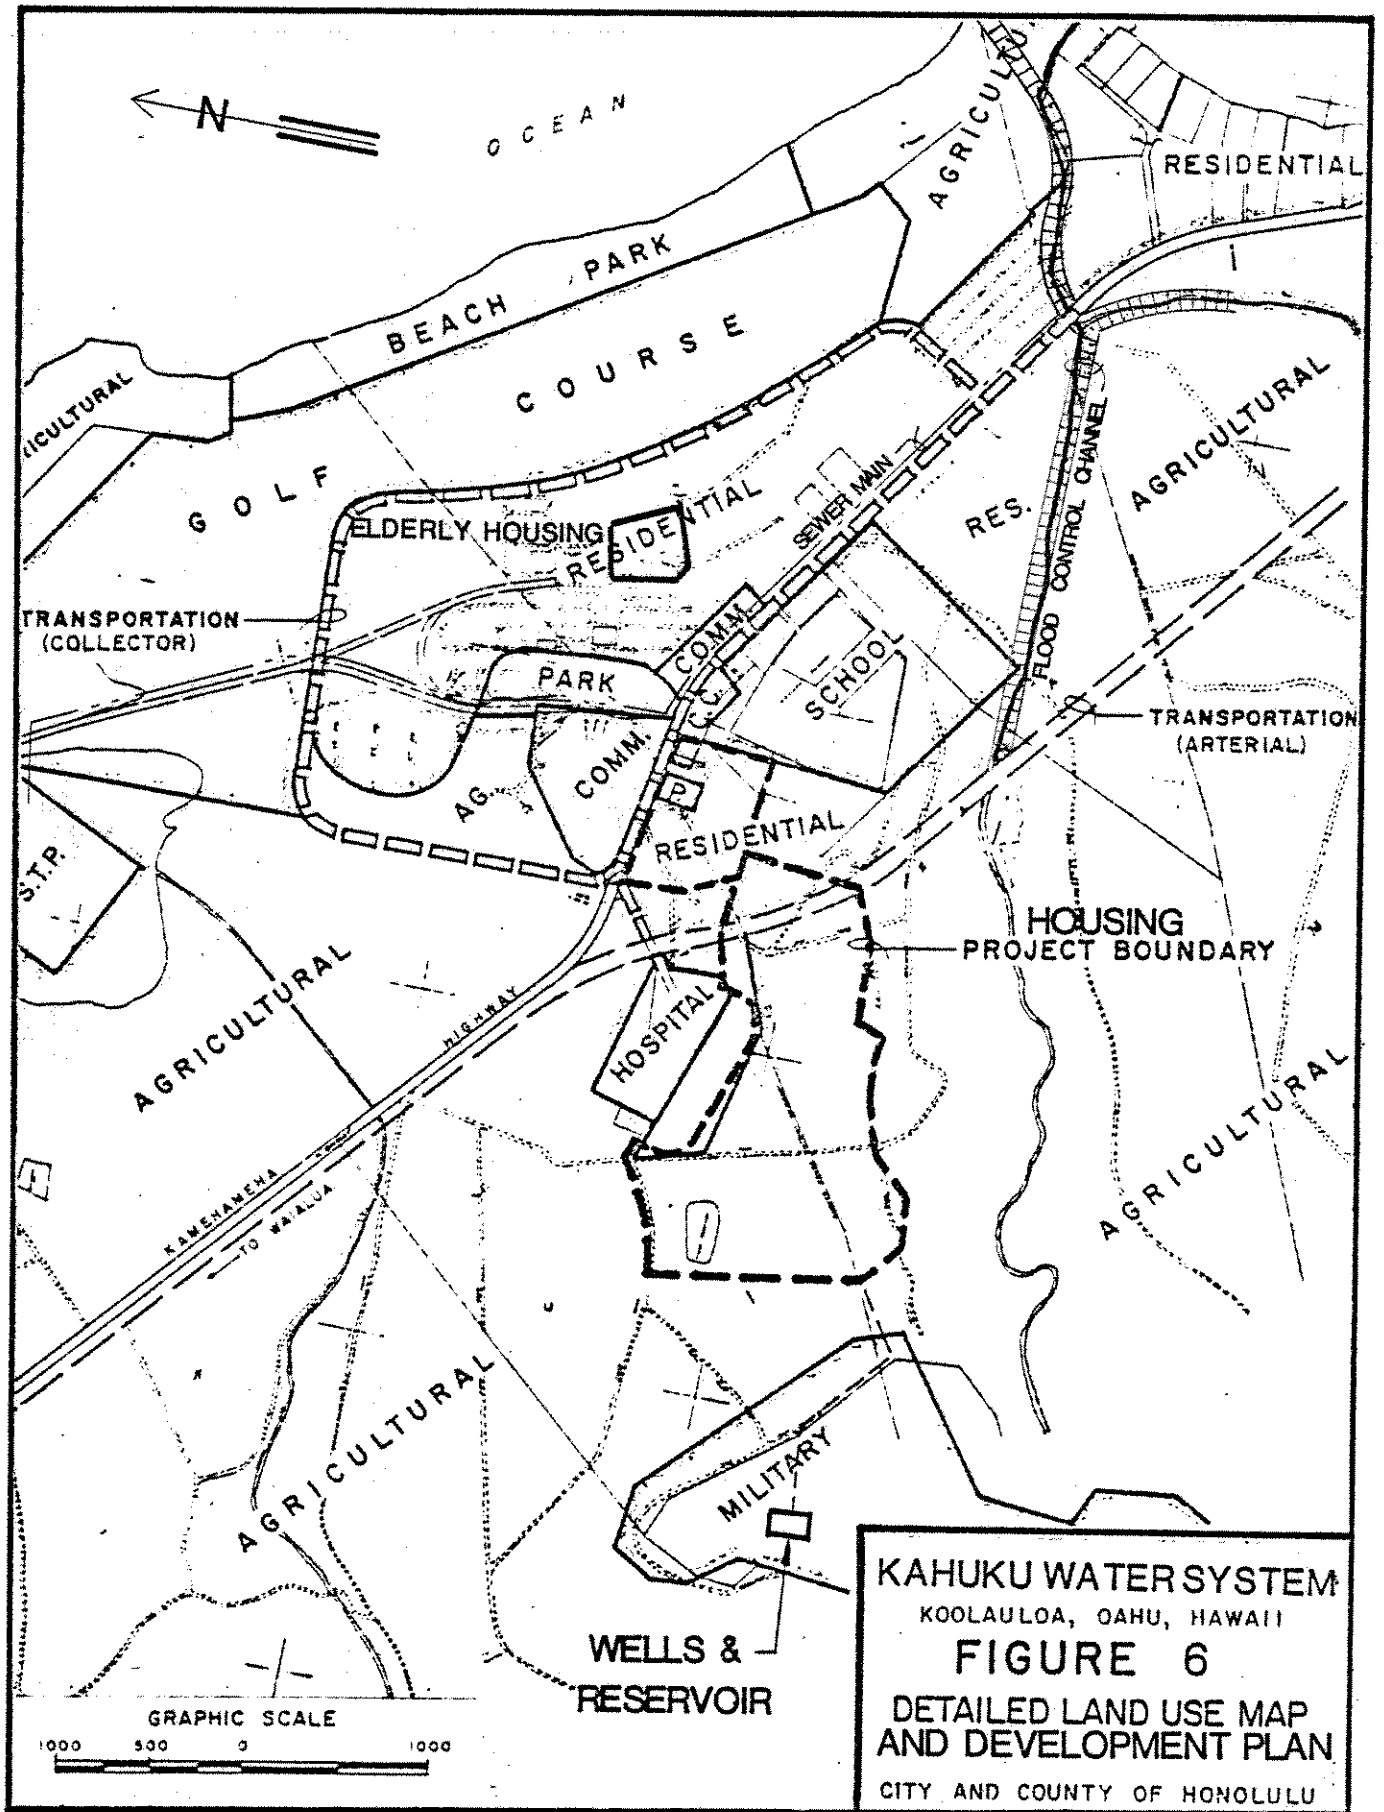 N
OCEAN
AGRICULTU
RESIDENTIAL
BEACH PARK
GOLF COURSE
RICULTURAL
AGRICULTURAL
ELDERLY HOUSING
RESIDENTIAL
SEWER MAIN
RES.
FLOOD CONTROL CHANNEL
TRANSPORTATION
(COLLECTOR)
COMM.
PARK
C.C.
SCHOOL
TRANSPORTATION
(ARTERIAL)
COMM.
AG.
P.
RESIDENTIAL
S.T.P.
HOUSING
PROJECT BOUNDARY
AGRICULTURAL
HOSPITAL
KAMEHAMEHA HIGHWAY
TO WAIALUA
AGRICULTURAL
AGRICULTURAL
MILITARY
WELLS &
RESERVOIR
GRAPHIC SCALE
1000 500 0 1000
KAHUKU WATER SYSTEM
KOOLAULOA, OAHU, HAWAII
FIGURE 6
DETAILED LAND USE MAP
AND DEVELOPMENT PLAN
CITY AND COUNTY OF HONOLULU